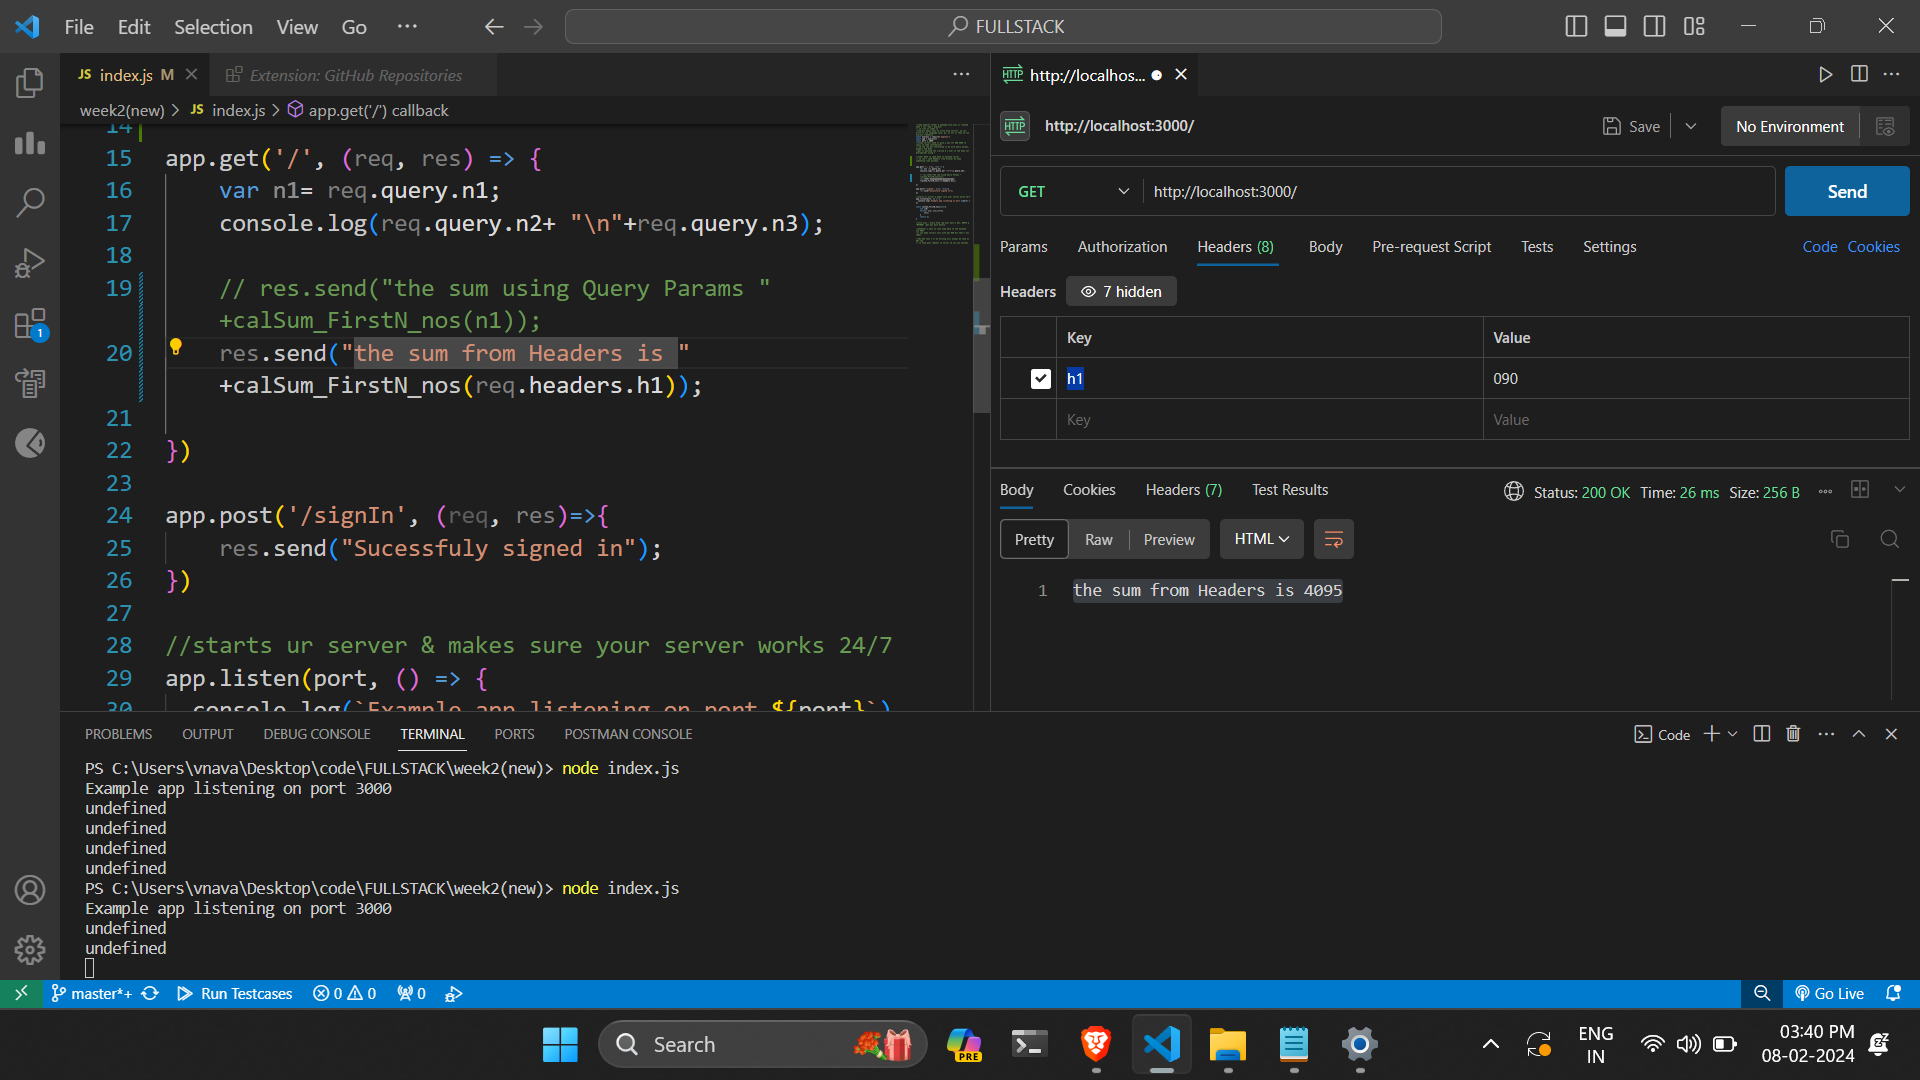 File Edit Selection View Go ··· FULLSTACK
JS index.js M Extension: GitHub Repositories ···
week2(new) > JS index.js > app.get('/') callback
14
15 app.get('/', (req, res) => {
16 var n1= req.query.n1;
17 console.log(req.query.n2+ "\n"+req.query.n3);
18
19 // res.send("the sum using Query Params "
+calSum_FirstN_nos(n1));
20 res.send("the sum from Headers is "
+calSum_FirstN_nos(req.headers.h1));
21
22 })
23
24 app.post('/signIn', (req, res)=>{
25 res.send("Sucessfuly signed in");
26 })
27
28 //starts ur server & makes sure your server works 24/7
29 app.listen(port, () => {
30 console.log(`Example app listening on port ${port}`)
1
HTTP http://localhos...
HTTP http://localhost:3000/ Save No Environment
GET http://localhost:3000/ Send
Params Authorization Headers (8) Body Pre-request Script Tests Settings Code Cookies
Headers 7 hidden
Key Value
h1 090
Key Value
Body Cookies Headers (7) Test Results Status: 200 OK Time: 26 ms Size: 256 B
Pretty Raw Preview HTML
1 the sum from Headers is 4095
PROBLEMS OUTPUT DEBUG CONSOLE TERMINAL PORTS POSTMAN CONSOLE Code
PS C:\Users\vnava\Desktop\code\FULLSTACK\week2(new)> node index.js
Example app listening on port 3000
undefined
undefined
undefined
undefined
PS C:\Users\vnava\Desktop\code\FULLSTACK\week2(new)> node index.js
Example app listening on port 3000
undefined
undefined
master*+ Run Testcases 0 0 0 Go Live
Search PRE ENG
IN 03:40 PM
08-02-2024